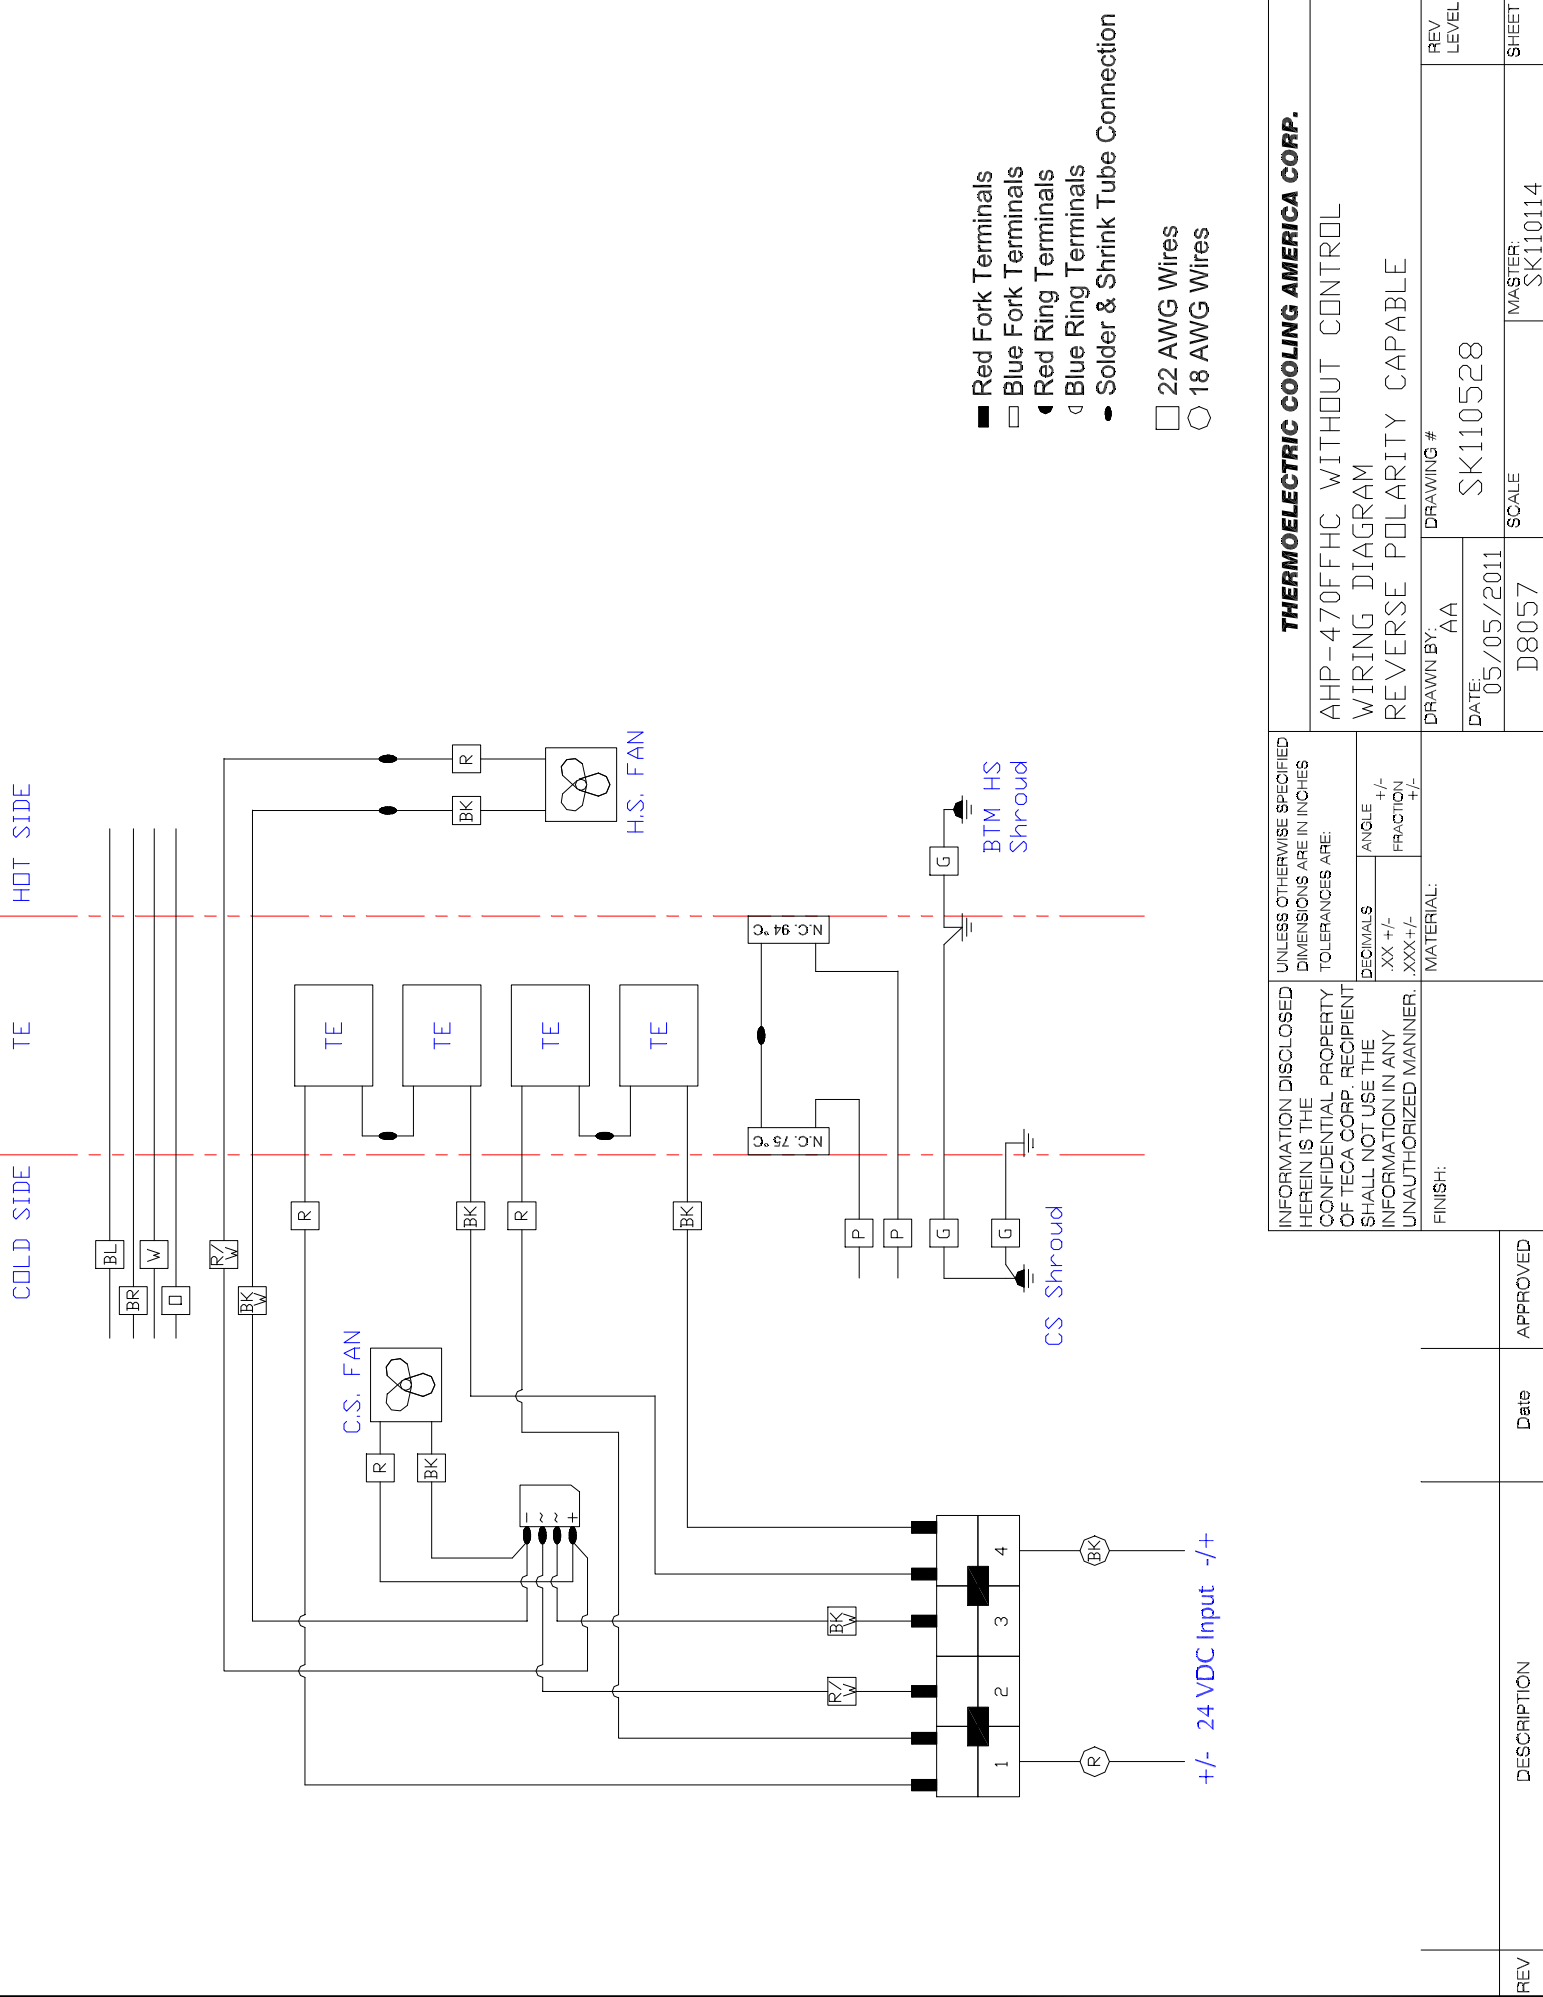 COLD SIDE
TE
HOT SIDE
BL
BR
W
O
R/W
BK/W
R
BK
R
BK
C.S. FAN
R
BK
-
~
~
+
TE
TE
TE
TE
BK
R
H.S. FAN
N.C. 75°C
N.C. 94°C
P
P
G
G
G
CS Shroud
BTM HS
Shroud
R/W
BK/W
1
2
3
4
R
BK
+/- 24 VDC Input -/+
Red Fork Terminals
Blue Fork Terminals
Red Ring Terminals
Blue Ring Terminals
Solder & Shrink Tube Connection
22 AWG Wires
18 AWG Wires
REV
DESCRIPTION
Date
APPROVED
INFORMATION DISCLOSED
HEREIN IS THE
CONFIDENTIAL PROPERTY
OF TECA CORP. RECIPIENT
SHALL NOT USE THE
INFORMATION IN ANY
UNAUTHORIZED MANNER.
FINISH:
UNLESS OTHERWISE SPECIFIED
DIMENSIONS ARE IN INCHES
TOLERANCES ARE:
DECIMALS
.XX +/-
.XXX+/-
ANGLE
+/-
FRACTION
+/-
MATERIAL:
THERMOELECTRIC COOLING AMERICA CORP.
AHP-470FFHC WITHOUT CONTROL
WIRING DIAGRAM
REVERSE POLARITY CAPABLE
DRAWN BY:
AA
DATE:
05/05/2011
DRAWING #
SK110528
REV
LEVEL
D8057
SCALE
MASTER:
SK110114
SHEET